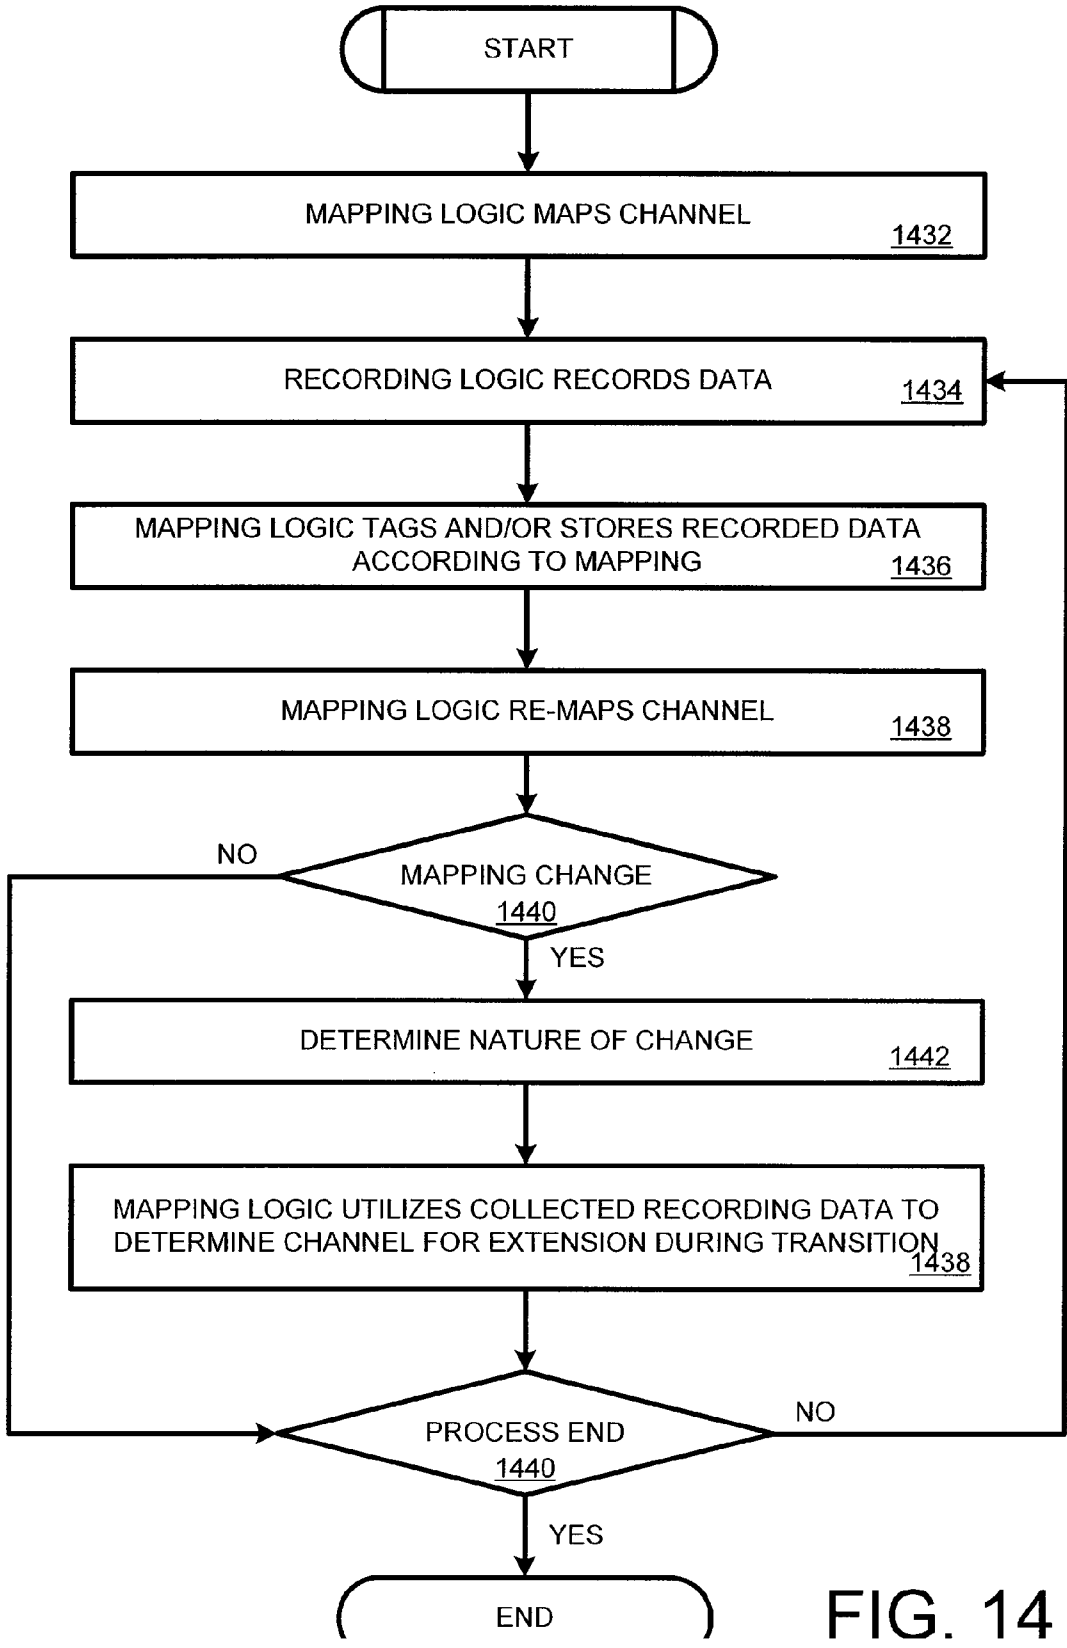 START
MAPPING LOGIC MAPS CHANNEL
1432
RECORDING LOGIC RECORDS DATA
1434
MAPPING LOGIC TAGS AND/OR STORES RECORDED DATA
ACCORDING TO MAPPING
1436
MAPPING LOGIC RE-MAPS CHANNEL
1438
NO
MAPPING CHANGE
1440
YES
DETERMINE NATURE OF CHANGE
1442
MAPPING LOGIC UTILIZES COLLECTED RECORDING DATA TO
DETERMINE CHANNEL FOR EXTENSION DURING TRANSITION
1438
PROCESS END
NO
1440
YES
END
FIG. 14